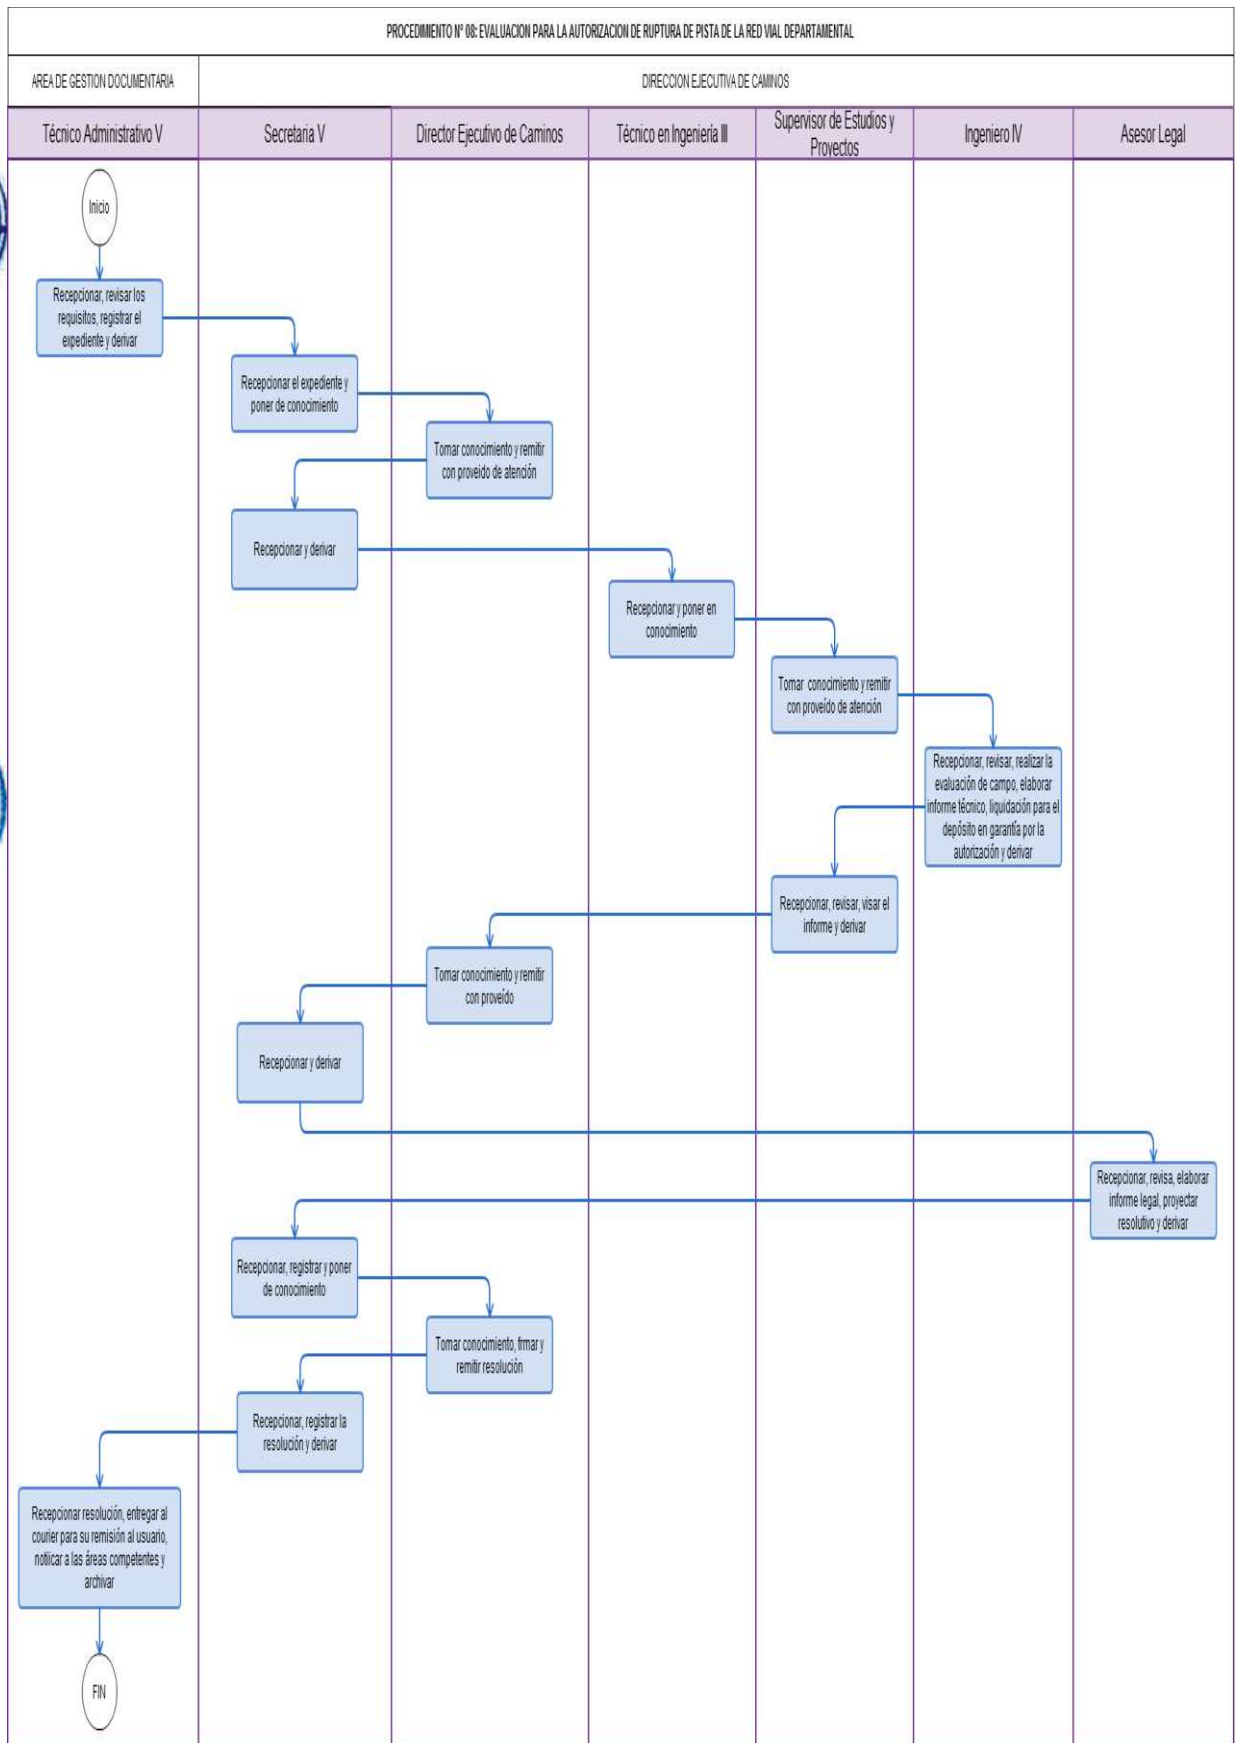 PROCEDIMIENTO N° 08: EVALUACION PARA LA AUTORIZACION DE RUPTURA DE PISTA DE LA RED VIAL DEPARTAMENTAL
AREA DE GESTION DOCUMENTARIA
DIRECCION EJECUTIVA DE CAMINOS
Técnico Administrativo V
Secretaria V
Director Ejecutivo de Caminos
Técnico en Ingeniería III
Supervisor de Estudios y
Proyectos
Ingeniero IV
Asesor Legal
Inicio
Recepcionar, revisar los
requisitos, registrar el
expediente y derivar
Recepcionar el expediente y
poner de conocimiento
Tomar conocimiento y remitir
con proveido de atención
Recepcionar y derivar
Recepcionar y poner en
conocimiento
Tomar conocimiento y remitir
con proveído de atención
Recepcionar, revisar, realizar la
evaluación de campo, elaborar
informe técnico, liquidación para el
depósito en garantía por la
autorización y derivar
Recepcionar, revisar, visar el
informe y derivar
Tomar conocimiento y remitir
con proveído
Recepcionar y derivar
Recepcionar, revisa, elaborar
informe legal, proyectar
resolutivo y derivar
Recepcionar, registrar y poner
de conocimiento
Tomar conocimiento, frmar y
remitir resolución
Recepcionar, registrar la
resolución y derivar
Recepcionar resolución, entregar al
courier para su remisión al usuario,
notiicar a las áreas competentes y
archivar
FIN